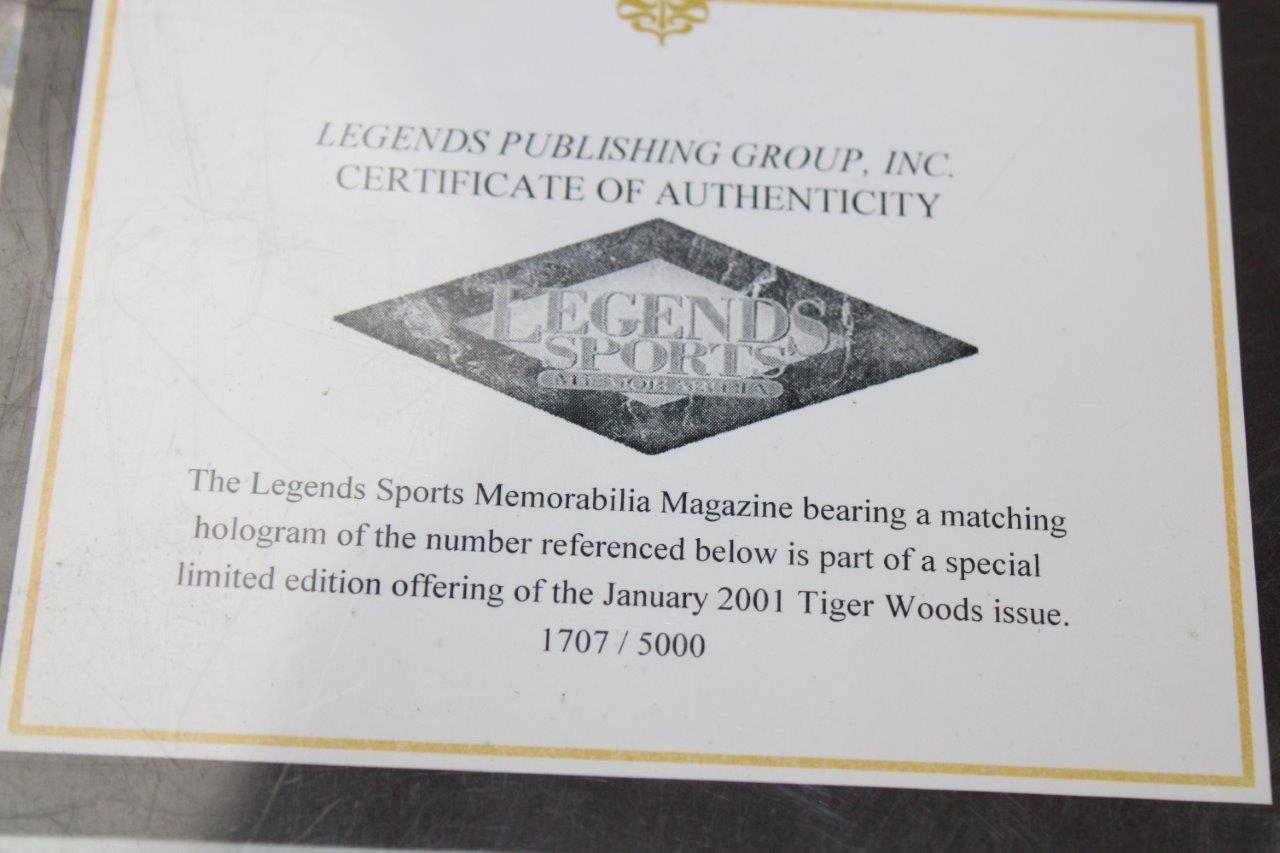 LEGENDS PUBLISHING GROUP, INC.
CERTIFICATE OF AUTHENTICITY
LEGENDS
SPORTS
MEMORABILIA
The Legends Sports Memorabilia Magazine bearing a matching
hologram of the number referenced below is part of a special
limited edition offering of the January 2001 Tiger Woods issue.
1707 / 5000